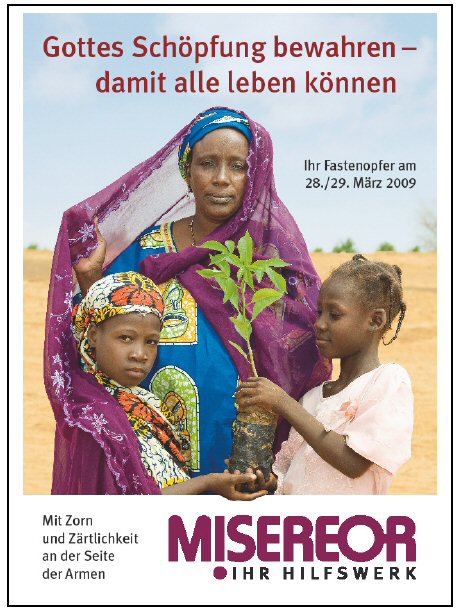 Gottes Schöpfung bewahren –
damit alle leben können
Ihr Fastenopfer am
28./29. März 2009
Mit Zorn
und Zärtlichkeit
an der Seite
der Armen
MISEREOR
IHR HILFSWERK